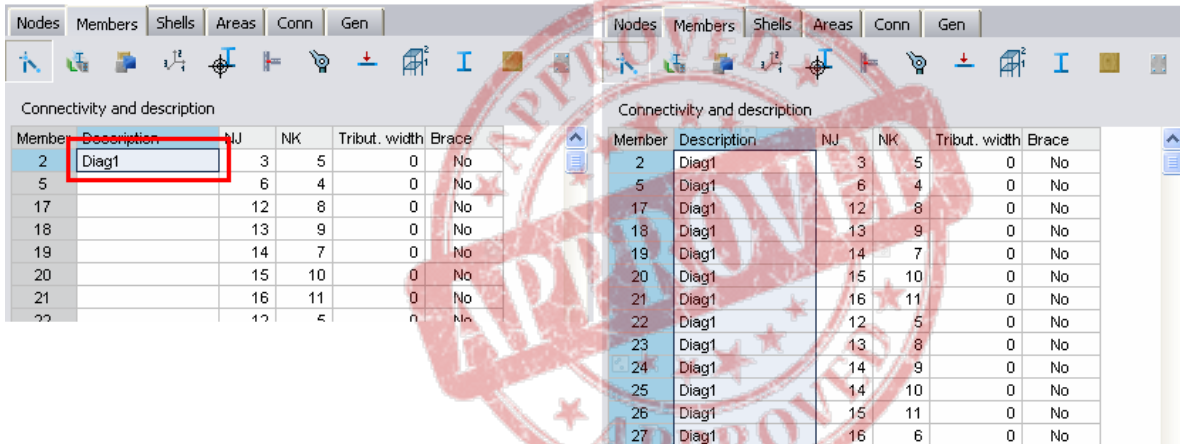 Nodes Members Shells Areas Conn Gen
Connectivity and description
Member Description NJ NK Tribut. width Brace
2 Diag1 3 5 0 No
5 6 4 0 No
17 12 8 0 No
18 13 9 0 No
19 14 7 0 No
20 15 10 0 No
21 16 11 0 No
22 12 5 0 No
Nodes Members Shells Areas Conn Gen
Connectivity and description
Member Description NJ NK Tribut. width Brace
2 Diag1 3 5 0 No
5 Diag1 6 4 0 No
17 Diag1 12 8 0 No
18 Diag1 13 9 0 No
19 Diag1 14 7 0 No
20 Diag1 15 10 0 No
21 Diag1 16 11 0 No
22 Diag1 12 5 0 No
23 Diag1 13 8 0 No
24 Diag1 14 9 0 No
25 Diag1 14 10 0 No
26 Diag1 15 11 0 No
27 Diag1 16 6 0 No
APPROVED
APPROVED
APPROVED